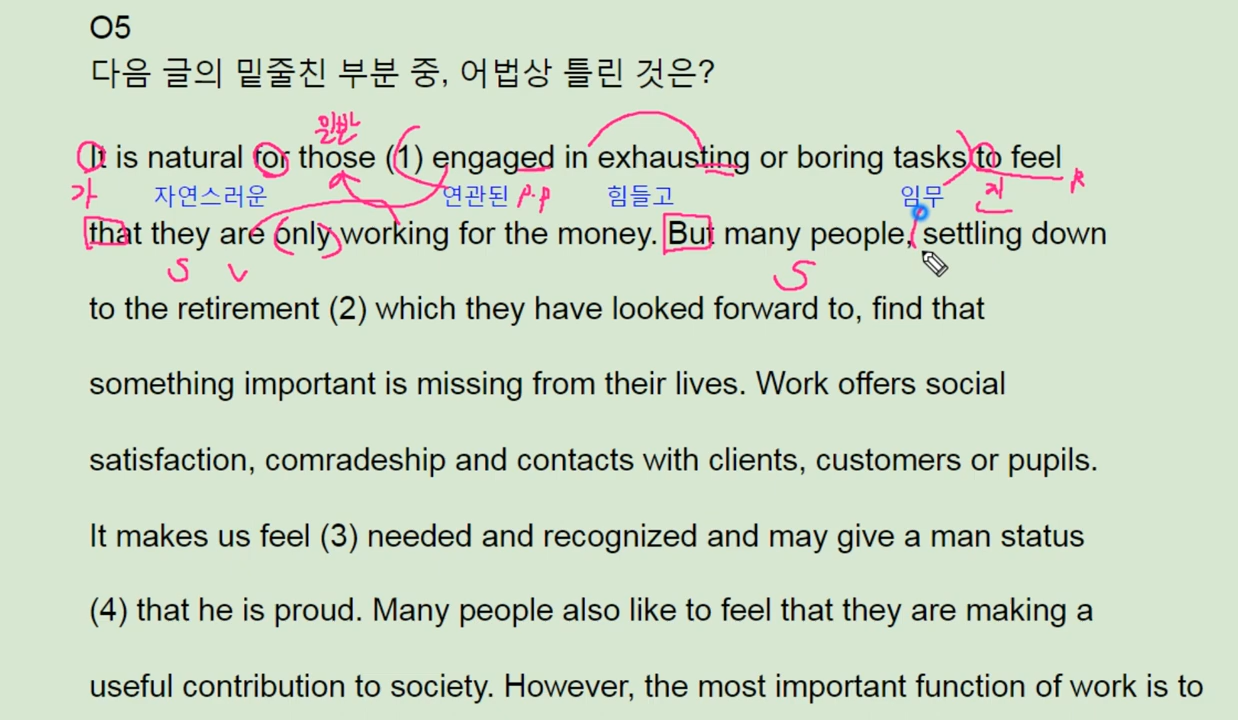 05
다음 글의 밑줄친 부분 중, 어법상 틀린 것은?
일반
It is natural for those (1) engaged in exhausting or boring tasks to feel
가 자연스러운 연관된 p.p 힘들고 임무 진 R
that they are only working for the money. But many people, settling down
S V S
to the retirement (2) which they have looked forward to, find that
something important is missing from their lives. Work offers social
satisfaction, comradeship and contacts with clients, customers or pupils.
It makes us feel (3) needed and recognized and may give a man status
(4) that he is proud. Many people also like to feel that they are making a
useful contribution to society. However, the most important function of work is to